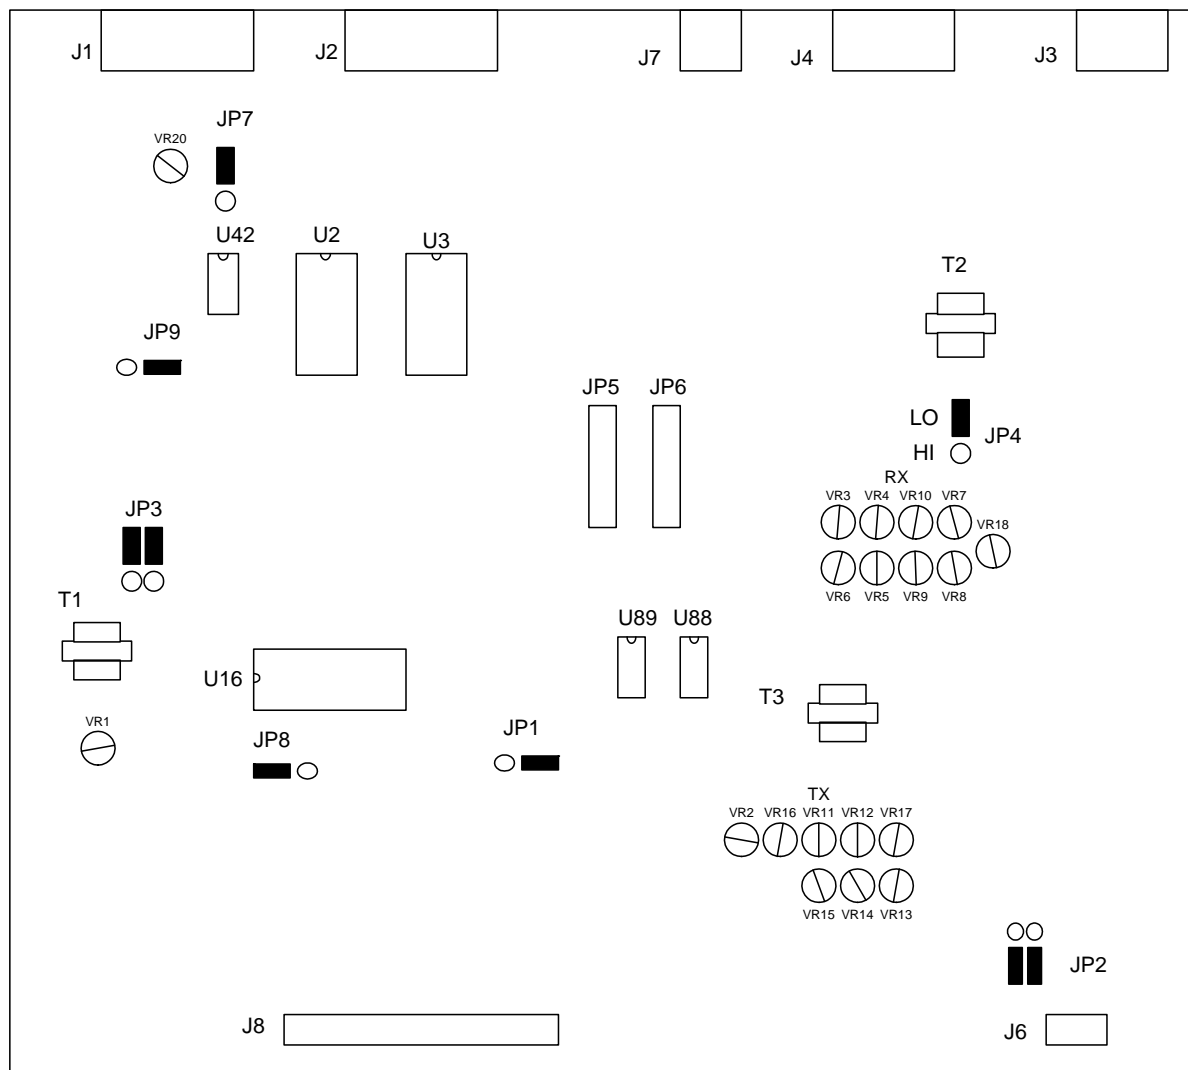 J1 J2 J7 J4 J3
JP7
VR20
U42 U2 U3
T2
JP9
JP5 JP6
LO
JP4
HI
RX
VR3 VR4 VR10 VR7
VR18
JP3
VR6 VR5 VR9 VR8
T1
U89 U88
U16
T3
VR1
JP1
JP8
TX
VR2 VR16 VR11 VR12 VR17
VR15 VR14 VR13
JP2
J8 J6